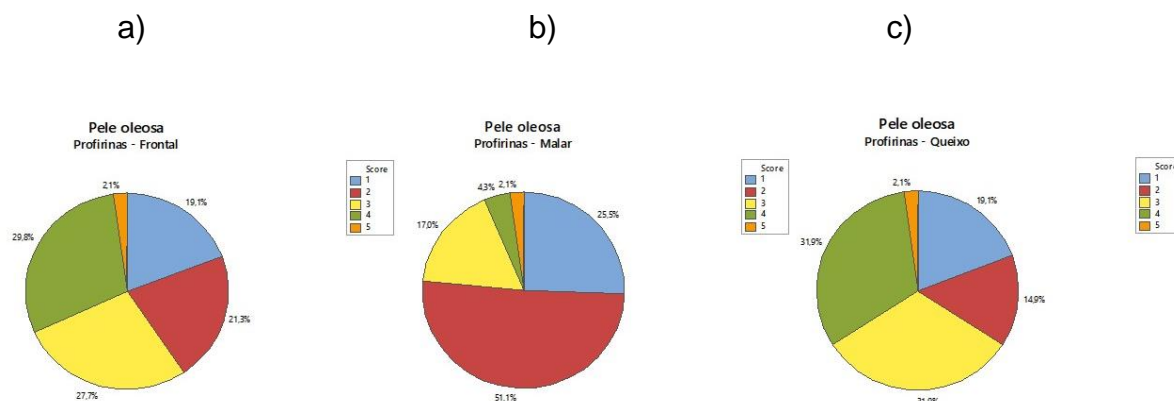 a)
b)
c)
Pele oleosa
Profirinas - Frontal
2,1%
19,1%
29,8%
21,3%
27,7%
Score
1
2
3
4
5
Pele oleosa
Profirinas - Malar
4,3%
2,1%
17,0%
25,5%
51,1%
Score
1
2
3
4
5
Pele oleosa
Profirinas - Queixo
2,1%
19,1%
31,9%
14,9%
Score
1
2
3
4
5